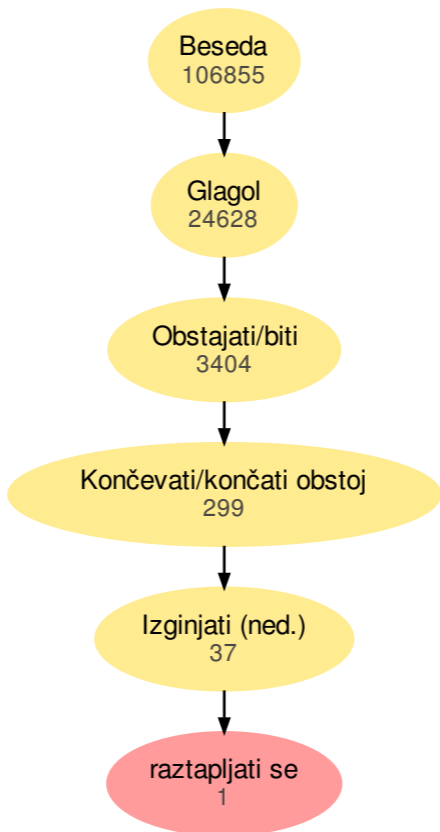 Beseda
106855
Glagol
24628
Obstajati/biti
3404
Končevati/končati obstoj
299
Izginjati (ned.)
37
raztapljati se
1